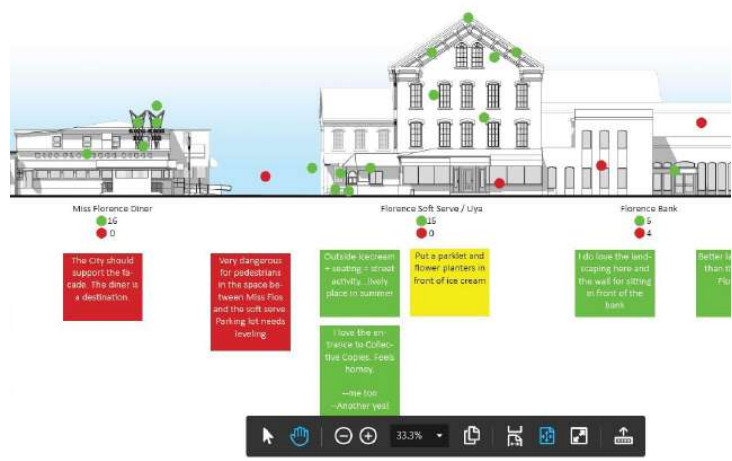 Miss Florence Diner
16
0
Florence Soft Serve / Uya
15
0
Florence Bank
5
4
The City should
support the fa-
cade. The diner is
a destination.
Very dangerous
for pedestrians
in the space be-
tween Miss Flos
and the soft serve.
Parking lot needs
leveling
Outside icecream
+ seating = street
activity...lively
place in summer
Put a parklet and
flower planters in
front of ice cream
I do love the land-
scaping here and
the wall for sitting
in front of the
bank
Better la
than th
Flo
I love the en-
trance to Collec-
tive Copies. Feels
homey.
--me too
--Another yes!
33.3%